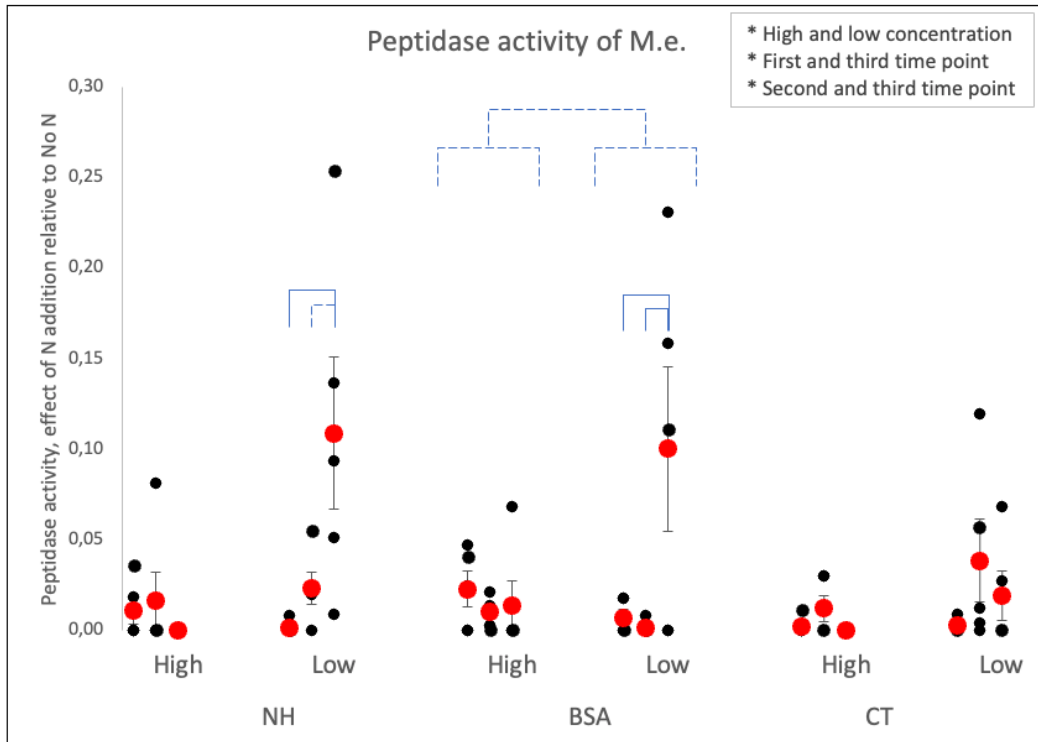 Peptidase activity of M.e.
* High and low concentration
* First and third time point
* Second and third time point
Peptidase activity, effect of N addition relative to No N
0,30
0,25
0,20
0,15
0,10
0,05
0,00
High
Low
High
Low
High
Low
NH
BSA
CT